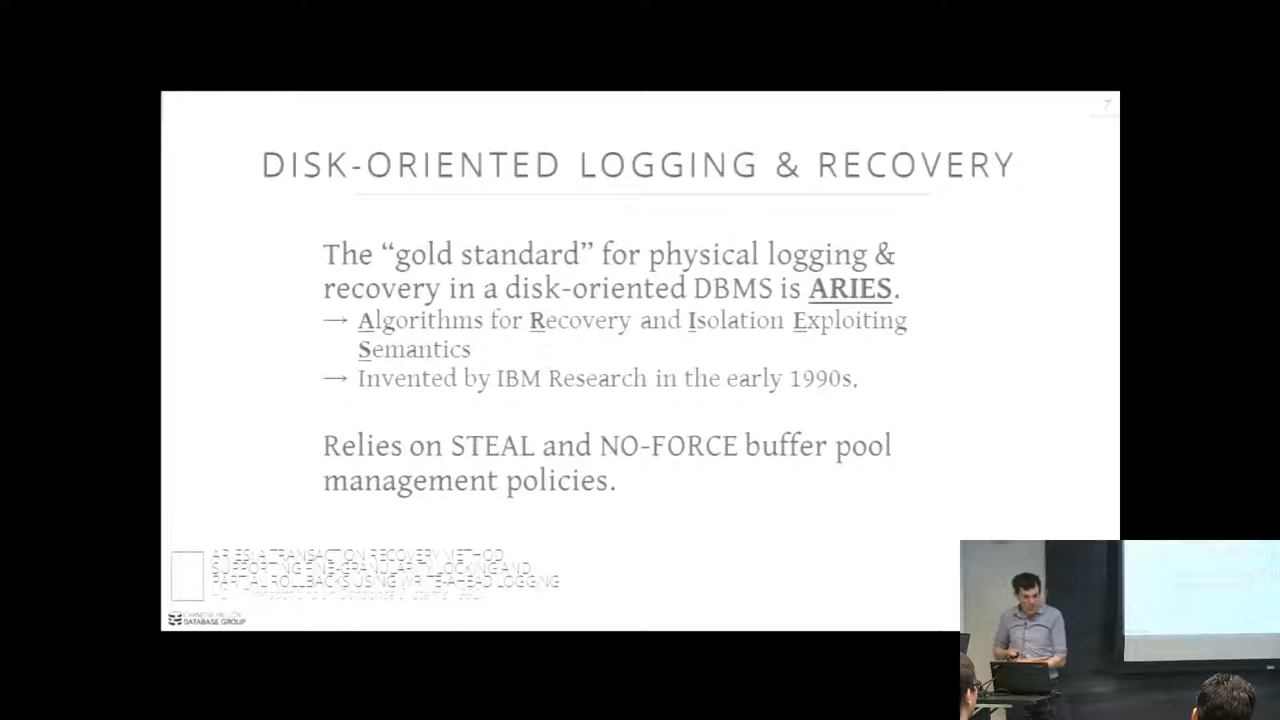 7
DISK-ORIENTED LOGGING & RECOVERY
The “gold standard” for physical logging &
recovery in a disk-oriented DBMS is ARIES.
→ Algorithms for Recovery and Isolation Exploiting
Semantics
→ Invented by IBM Research in the early 1990s.
Relies on STEAL and NO-FORCE buffer pool
management policies.
ARIES: A TRANSACTION RECOVERY METHOD
SUPPORTING FINE-GRANULARITY LOCKING AND
PARTIAL ROLLBACKS USING WRITE-AHEAD LOGGING
CARNEGIE MELLON
DATABASE GROUP